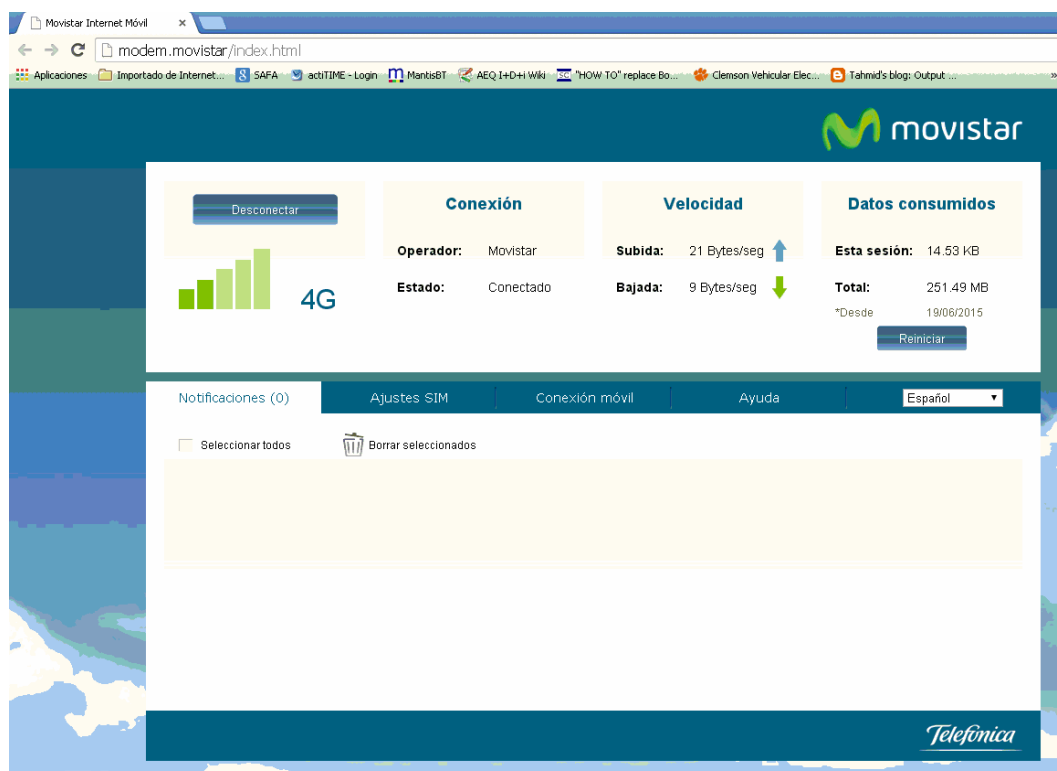 Movistar Internet Móvil
modem.movistar/index.html
Aplicaciones Importado de Internet... SAFA actiTIME - Login MantisBT AEQ I+D+i Wiki "HOW TO" replace Bo... Clemson Vehicular Elec... Tahmid's blog: Output ... »
movistar
Desconectar
4G
Conexión
Operador: Movistar
Estado: Conectado
Velocidad
Subida: 21 Bytes/seg
Bajada: 9 Bytes/seg
Datos consumidos
Esta sesión: 14.53 KB
Total: 251.49 MB
*Desde 19/06/2015
Reiniciar
Notificaciones (0) Ajustes SIM Conexión móvil Ayuda Español
Seleccionar todos Borrar seleccionados
Telefónica